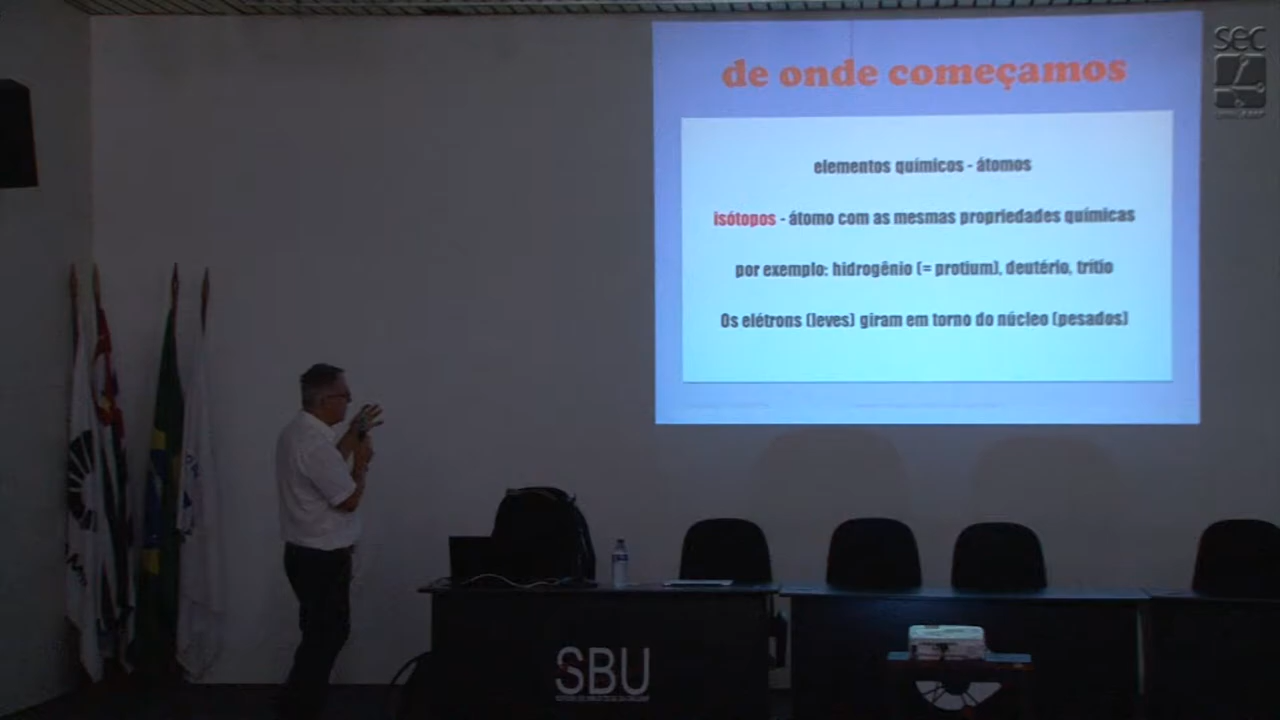 de onde começamos
elementos químicos - átomos
isótopos - átomo com as mesmas propriedades químicas
por exemplo: hidrogênio (= protium), deutério, trítio
Os elétrons (leves) giram em torno do núcleo (pesados)
sec
SBU